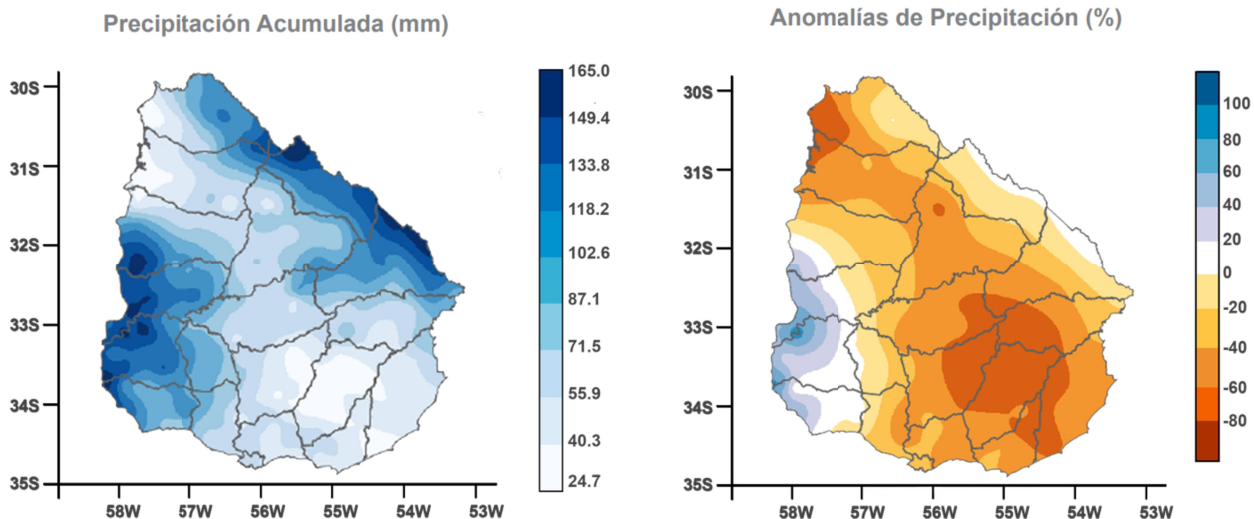 Precipitación Acumulada (mm)
30S
31S
32S
33S
34S
35S
58W
57W
56W
55W
54W
53W
165.0
149.4
133.8
118.2
102.6
87.1
71.5
55.9
40.3
24.7
Anomalías de Precipitación (%)
30S
31S
32S
33S
34S
35S
58W
57W
56W
55W
54W
53W
100
80
60
40
20
0
-20
-40
-60
-80